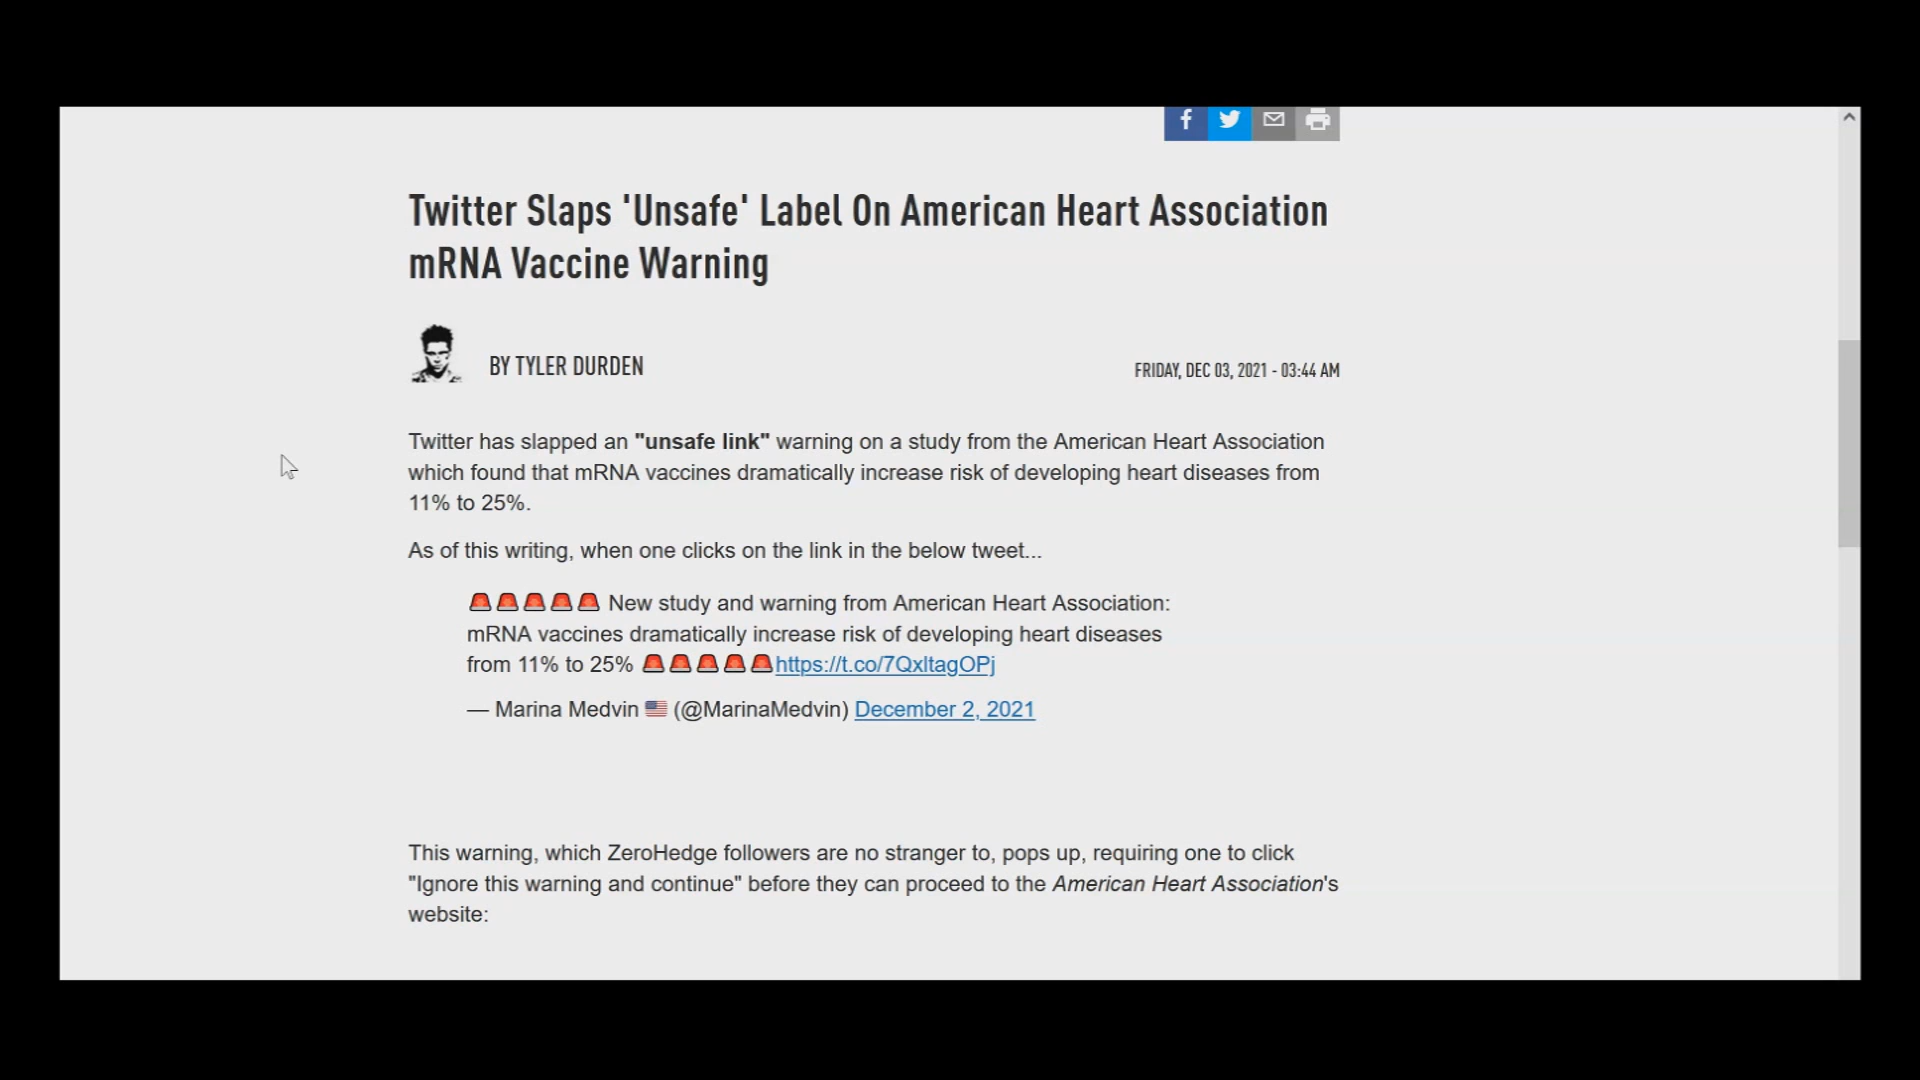 Twitter Slaps 'Unsafe' Label On American Heart Association
mRNA Vaccine Warning
BY TYLER DURDEN
FRIDAY, DEC 03, 2021 - 03:44 AM
Twitter has slapped an "unsafe link" warning on a study from the American Heart Association
which found that mRNA vaccines dramatically increase risk of developing heart diseases from
11% to 25%.
As of this writing, when one clicks on the link in the below tweet...
🚨🚨🚨🚨🚨 New study and warning from American Heart Association:
mRNA vaccines dramatically increase risk of developing heart diseases
from 11% to 25% 🚨🚨🚨🚨🚨https://t.co/7QxltagOPj
— Marina Medvin 🇺🇸 (@MarinaMedvin) December 2, 2021
This warning, which ZeroHedge followers are no stranger to, pops up, requiring one to click
"Ignore this warning and continue" before they can proceed to the American Heart Association's
website: